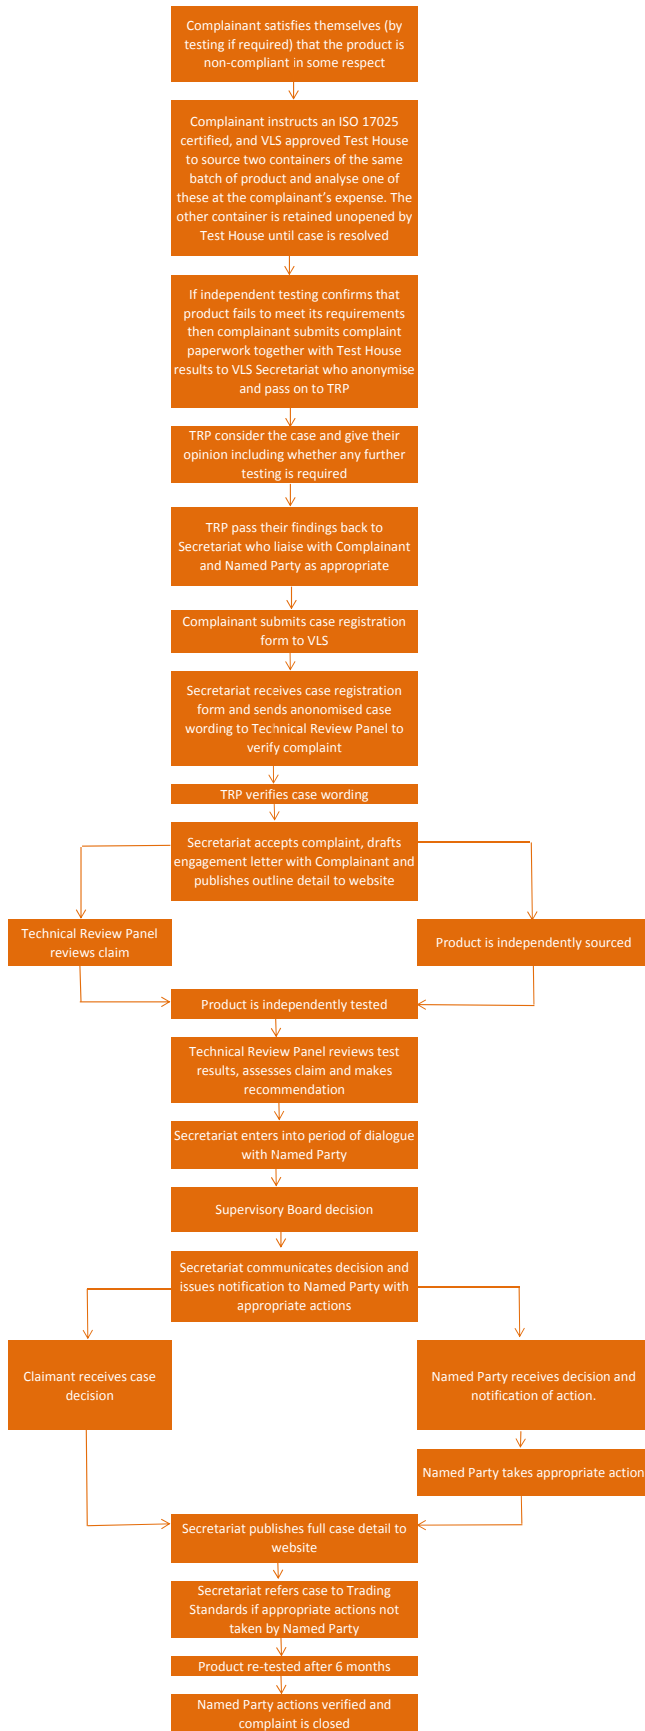 Complainant satisfies themselves (by
testing if required) that the product is
non-compliant in some respect
Complainant instructs an ISO 17025
certified, and VLS approved Test House
to source two containers of the same
batch of product and analyse one of
these at the complainant's expense. The
other container is retained unopened by
Test House until case is resolved
If independent testing confirms that
product fails to meet its requirements
then complainant submits complaint
paperwork together with Test House
results to VLS Secretariat who anonymise
and pass on to TRP
TRP consider the case and give their
opinion including whether any further
testing is required
TRP pass their findings back to
Secretariat who liaise with Complainant
and Named Party as appropriate
Complainant submits case registration
form to VLS
Secretariat receives case registration
form and sends anonomised case
wording to Technical Review Panel to
verify complaint
TRP verifies case wording
Secretariat accepts complaint, drafts
engagement letter with Complainant and
publishes outline detail to website
Technical Review Panel
reviews claim
Product is independently sourced
Product is independently tested
Technical Review Panel reviews test
results, assesses claim and makes
recommendation
Secretariat enters into period of dialogue
with Named Party
Supervisory Board decision
Secretariat communicates decision and
issues notification to Named Party with
appropriate actions
Claimant receives case
decision
Named Party receives decision and
notification of action.
Named Party takes appropriate action
Secretariat publishes full case detail to
website
Secretariat refers case to Trading
Standards if appropriate actions not
taken by Named Party
Product re-tested after 6 months
Named Party actions verified and
complaint is closed